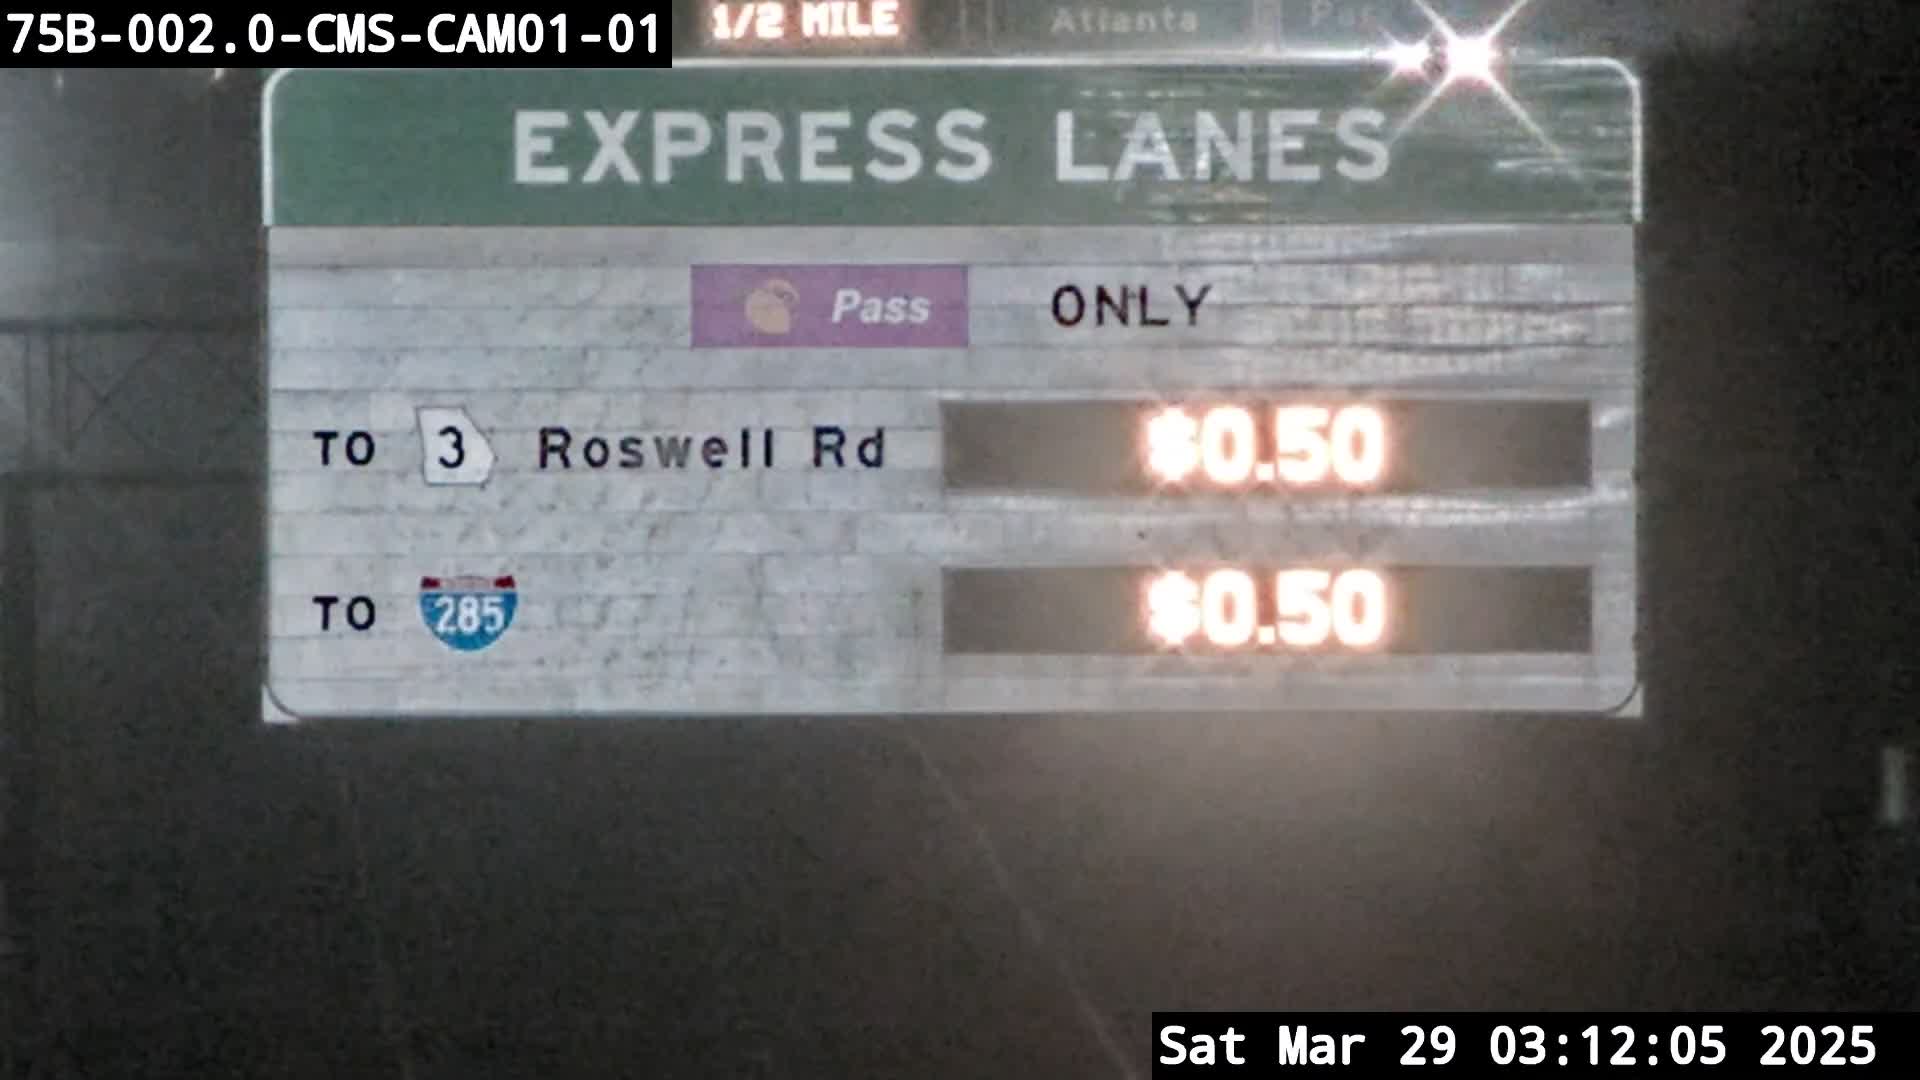 75B-002.0-CMS-CAM01-01
1/2 MILE
Atlanta
EXPRESS LANES
Pass ONLY
TO 3 Roswell Rd $0.50
TO 285 $0.50
Sat Mar 29 03:12:05 2025